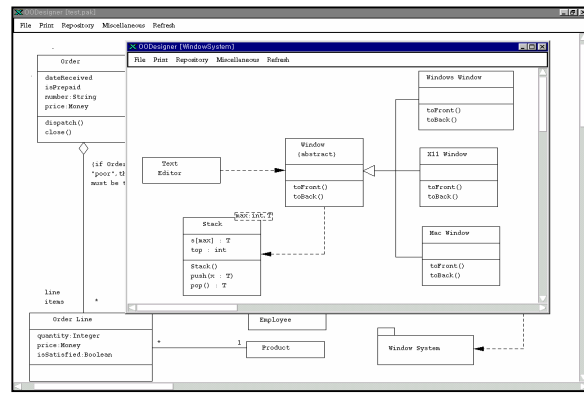 OODesigner [test.pak]
File Print Repository Miscellaneous Refresh
Order
dateReceived
isPrepaid
number:String
price:Money
dispatch()
close()
{if Order
"poor",th
must be t
line
items *
Order Line
quantity:Integer
price:Money
isSatisfied:Boolean
* 1
Employee
Product
Window System
OODesigner [WindowSystem]
File Print Repository Miscellaneous Refresh
Text
Editor
Window
(abstract)
toFront()
toBack()
max:int,T
Stack
s[max] : T
top : int
Stack()
push(x : T)
pop() : T
Windows Window
toFront()
toBack()
X11 Window
toFront()
toBack()
Mac Window
toFront()
toBack()